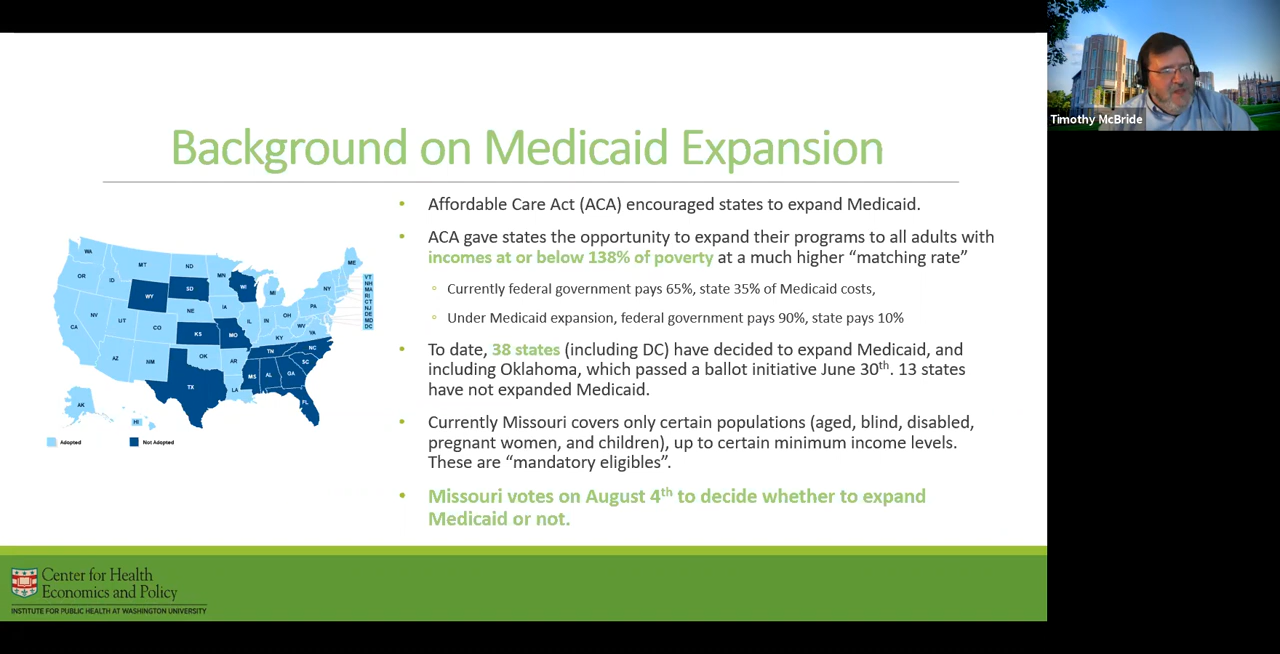 Timothy McBride
Background on Medicaid Expansion
• Affordable Care Act (ACA) encouraged states to expand Medicaid.
• ACA gave states the opportunity to expand their programs to all adults with
incomes at or below 138% of poverty at a much higher “matching rate”
◦ Currently federal government pays 65%, state 35% of Medicaid costs,
◦ Under Medicaid expansion, federal government pays 90%, state pays 10%
• To date, 38 states (including DC) have decided to expand Medicaid, and
including Oklahoma, which passed a ballot initiative June 30th. 13 states
have not expanded Medicaid.
• Currently Missouri covers only certain populations (aged, blind, disabled,
pregnant women, and children), up to certain minimum income levels.
These are “mandatory eligibles”.
• Missouri votes on August 4th to decide whether to expand
Medicaid or not.
WA
MT
ND
MN
ME
OR
ID
WY
SD
WI
MI
NY
VT
NH
MA
RI
CT
NJ
DE
MD
DC
NV
UT
CO
NE
IA
IL
IN
OH
PA
CA
KS
MO
KY
WV
VA
AZ
NM
OK
AR
TN
NC
SC
TX
LA
MS
AL
GA
FL
AK
HI
Adopted
Not Adopted
Center for Health
Economics and Policy
INSTITUTE FOR PUBLIC HEALTH AT WASHINGTON UNIVERSITY